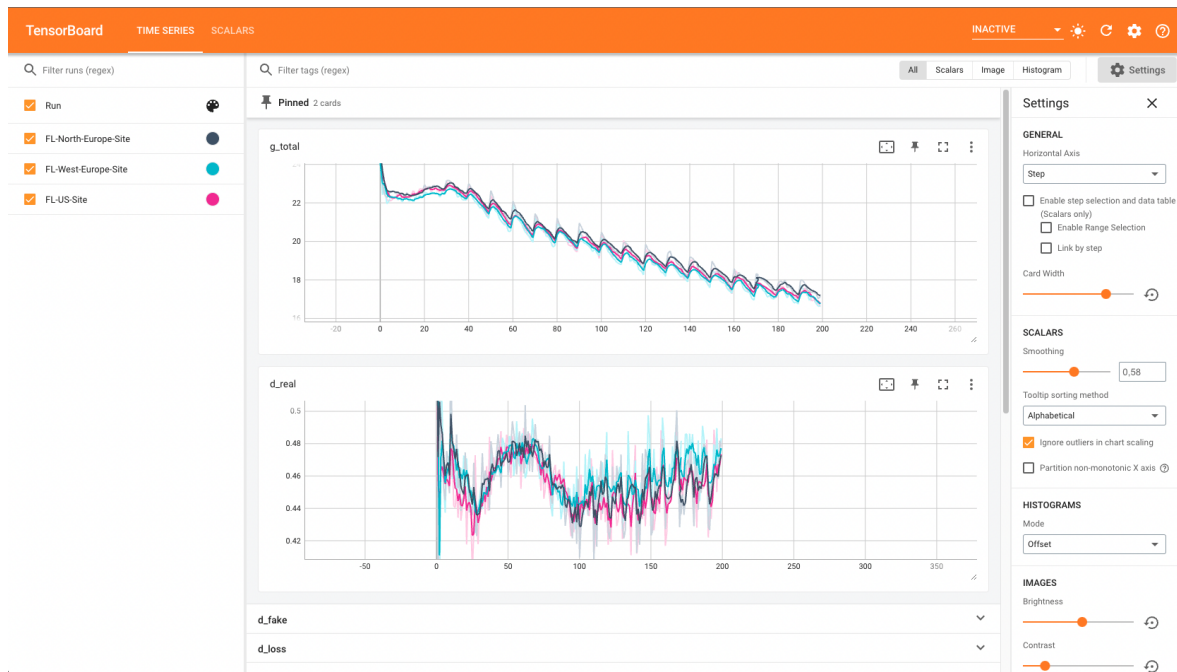 TensorBoard TIME SERIES SCALARS INACTIVE
Filter runs (regex)
Filter tags (regex)
All Scalars Image Histogram
Settings
Run
FL-North-Europe-Site
FL-West-Europe-Site
FL-US-Site
Pinned 2 cards
g_total
22
20
18
-20 0 20 40 60 80 100 120 140 160 180 200 220 240 260
d_real
0.5
0.48
0.46
0.44
0.42
-50 0 50 100 150 200 250 300 350
d_fake
d_loss
Settings
GENERAL
Horizontal Axis
Step
Enable step selection and data table
(Scalars only)
Enable Range Selection
Link by step
Card Width
SCALARS
Smoothing
0,58
Tooltip sorting method
Alphabetical
Ignore outliers in chart scaling
Partition non-monotonic X axis
HISTOGRAMS
Mode
Offset
IMAGES
Brightness
Contrast